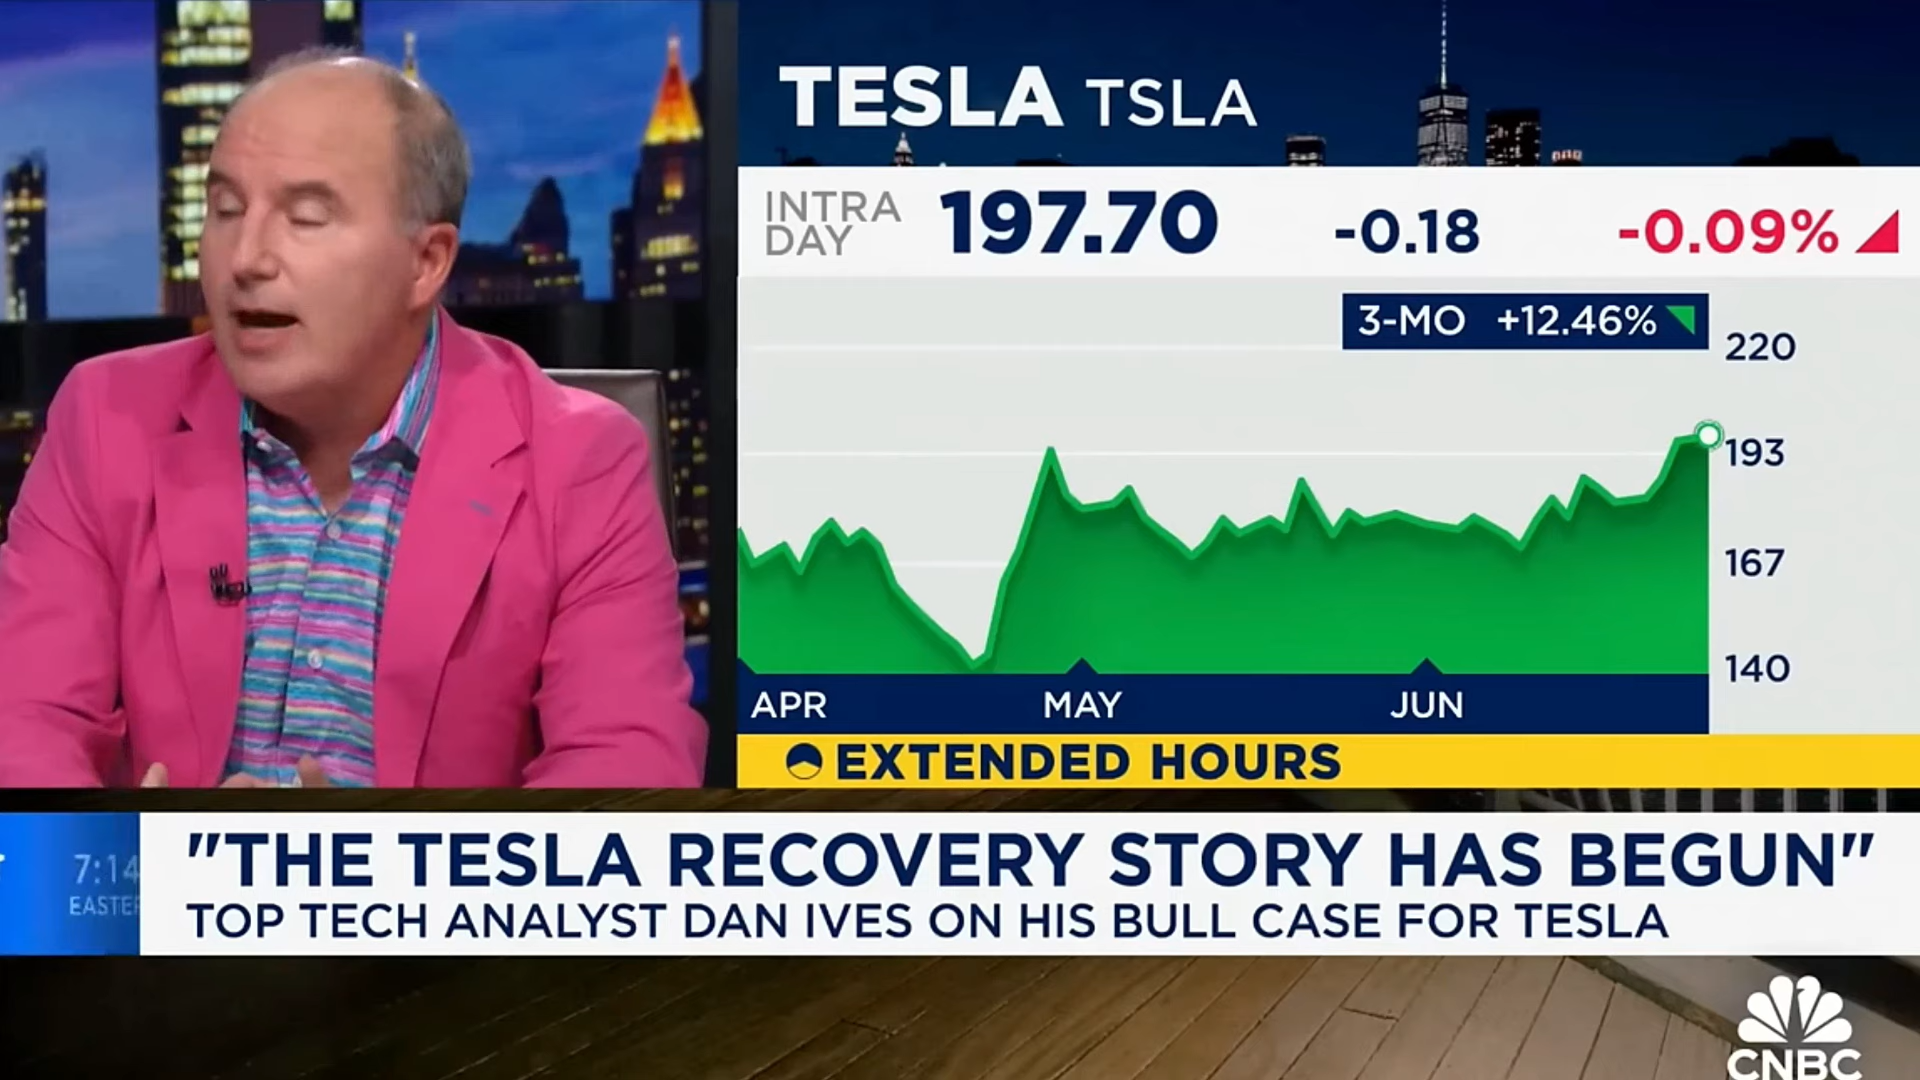 TESLA TSLA
INTRA DAY 197.70 -0.18 -0.09%
3-MO +12.46%
220
193
167
140
APR MAY JUN
EXTENDED HOURS
7:14
"THE TESLA RECOVERY STORY HAS BEGUN"
TOP TECH ANALYST DAN IVES ON HIS BULL CASE FOR TESLA
CNBC